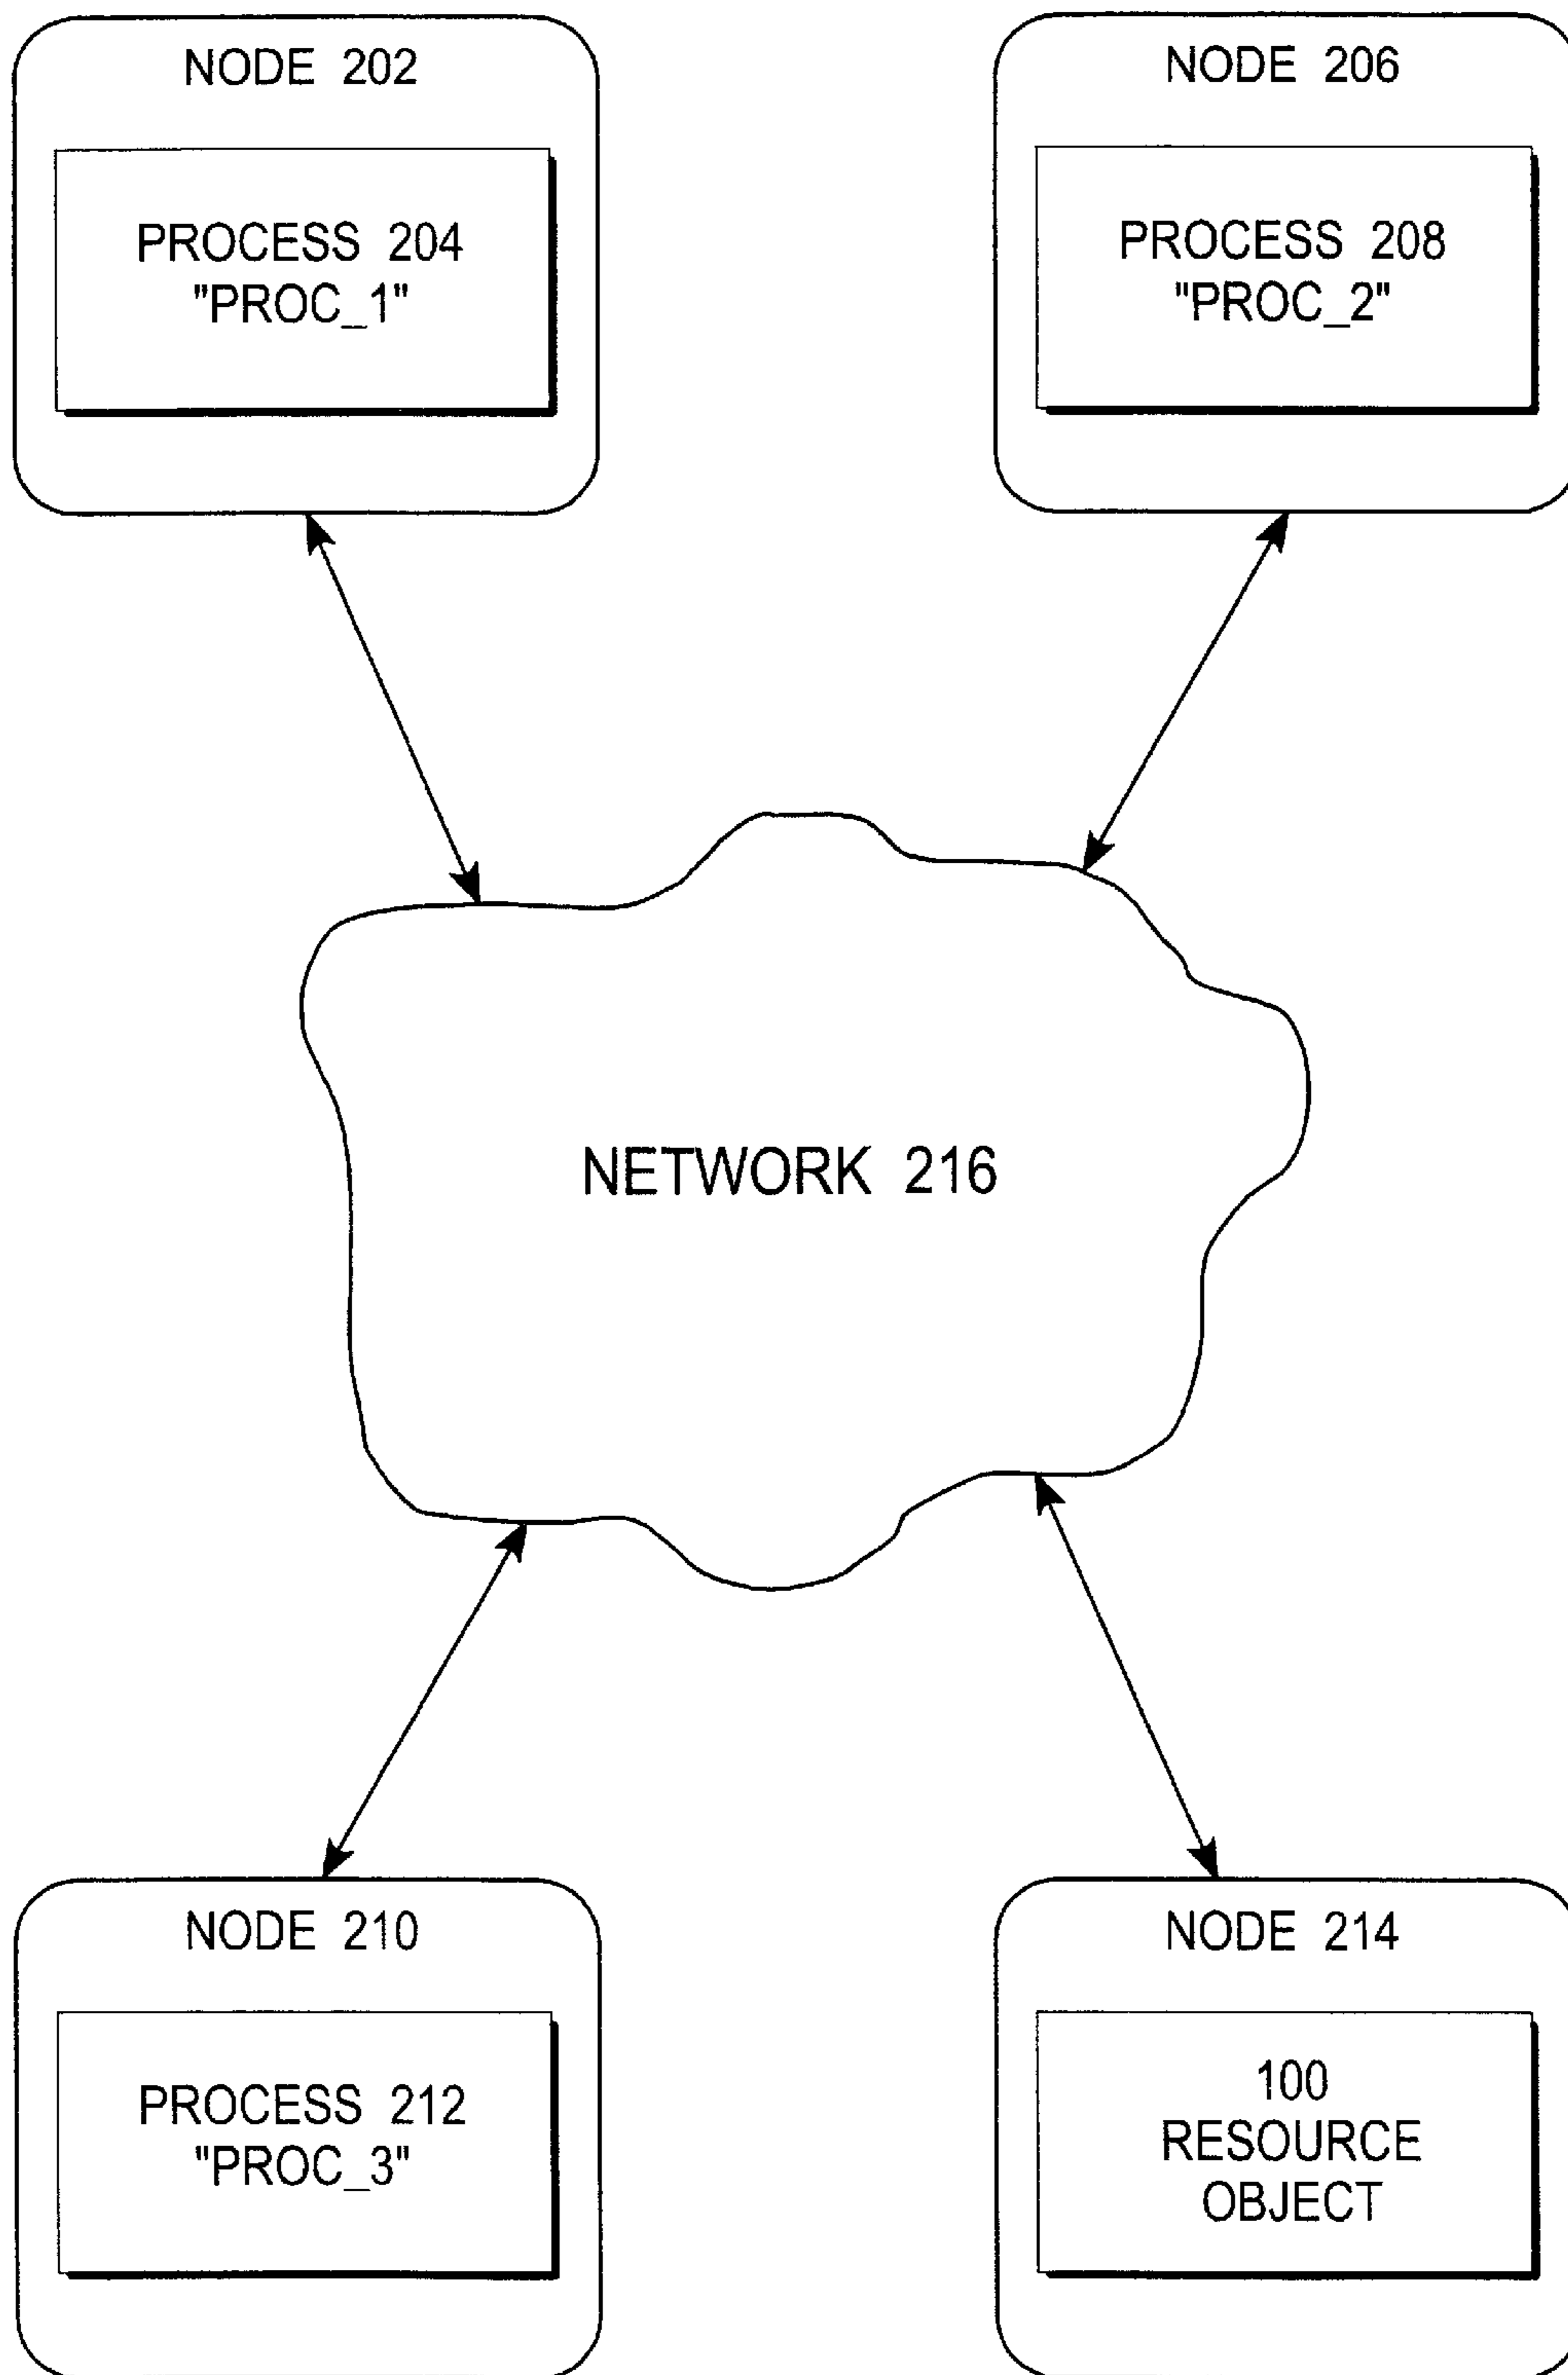 NODE 202
PROCESS 204
"PROC_1"
NODE 206
PROCESS 208
"PROC_2"
NETWORK 216
NODE 210
PROCESS 212
"PROC_3"
NODE 214
100
RESOURCE
OBJECT